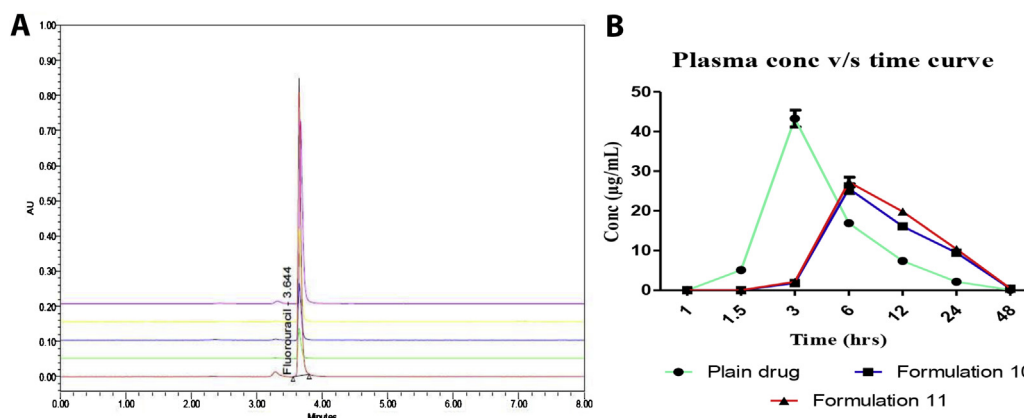 A
1.00
0.90
0.80
0.70
0.60
0.50
0.40
0.30
0.20
0.10
0.00
AU
Fluorouracil - 3.644
0.00 1.00 2.00 3.00 4.00 5.00 6.00 7.00 8.00
Minutes
B
Plasma conc v/s time curve
50
40
30
20
10
0
Conc (µg/mL)
1 1.5 3 6 12 24 48
Time (hrs)
Plain drug Formulation 10
Formulation 11